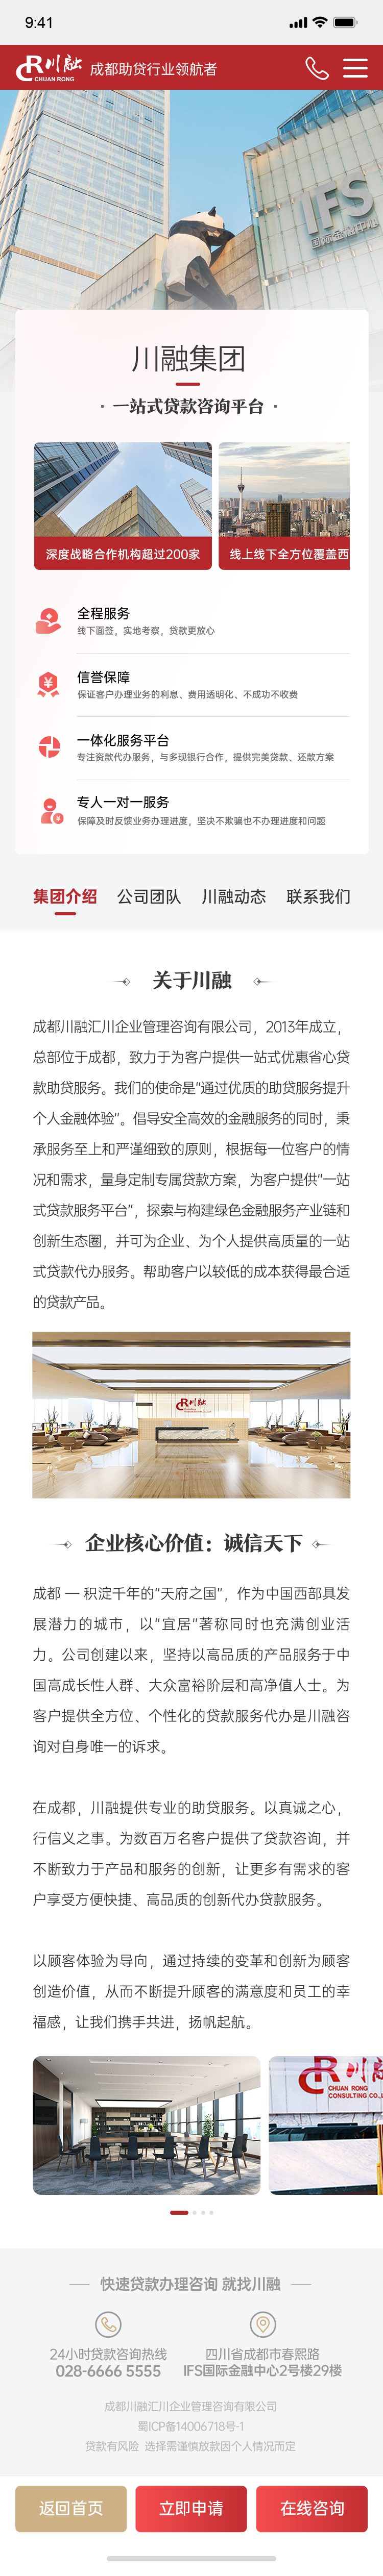 9:41
CR川融
CHUAN RONG
成都助贷行业领航者
IFS
国际金融中心
川融集团
· 一站式贷款咨询平台 ·
深度战略合作机构超过200家
线上线下全方位覆盖西
全程服务
线下面签，实地考察，贷款更放心
信誉保障
保证客户办理业务的利息、费用透明化、不成功不收费
一体化服务平台
专注资款代办服务，与多现银行合作，提供完美贷款、还款方案
专人一对一服务
保障及时反馈业务办理进度，坚决不欺骗也不办理进度和问题
集团介绍 公司团队 川融动态 联系我们
关于川融
成都川融汇川企业管理咨询有限公司，2013年成立，
总部位于成都，致力于为客户提供一站式优惠省心贷
款助贷服务。我们的使命是“通过优质的助贷服务提升
个人金融体验”。倡导安全高效的金融服务的同时，秉
承服务至上和严谨细致的原则，根据每一位客户的情
况和需求，量身定制专属贷款方案，为客户提供“一站
式贷款服务平台”，探索与构建绿色金融服务产业链和
创新生态圈，并可为企业、为个人提供高质量的一站
式贷款代办服务。帮助客户以较低的成本获得最合适
的贷款产品。
CR川融
企业核心价值：诚信天下
成都 — 积淀千年的“天府之国”，作为中国西部具发
展潜力的城市，以“宜居”著称同时也充满创业活
力。公司创建以来，坚持以高品质的产品服务于中
国高成长性人群、大众富裕阶层和高净值人士。为
客户提供全方位、个性化的贷款服务代办是川融咨
询对自身唯一的诉求。
在成都，川融提供专业的助贷服务。以真诚之心，
行信义之事。为数百万名客户提供了贷款咨询，并
不断致力于产品和服务的创新，让更多有需求的客
户享受方便快捷、高品质的创新代办贷款服务。
以顾客体验为导向，通过持续的变革和创新为顾客
创造价值，从而不断提升顾客的满意度和员工的幸
福感，让我们携手共进，扬帆起航。
CR川
CHUAN RONG
CONSULTING CO.,
快速贷款办理咨询 就找川融
24小时贷款咨询热线
028-6666 5555
四川省成都市春熙路
IFS国际金融中心2号楼29楼
成都川融汇川企业管理咨询有限公司
蜀ICP备14006718号-1
贷款有风险 选择需谨慎放款因个人情况而定
返回首页 立即申请 在线咨询